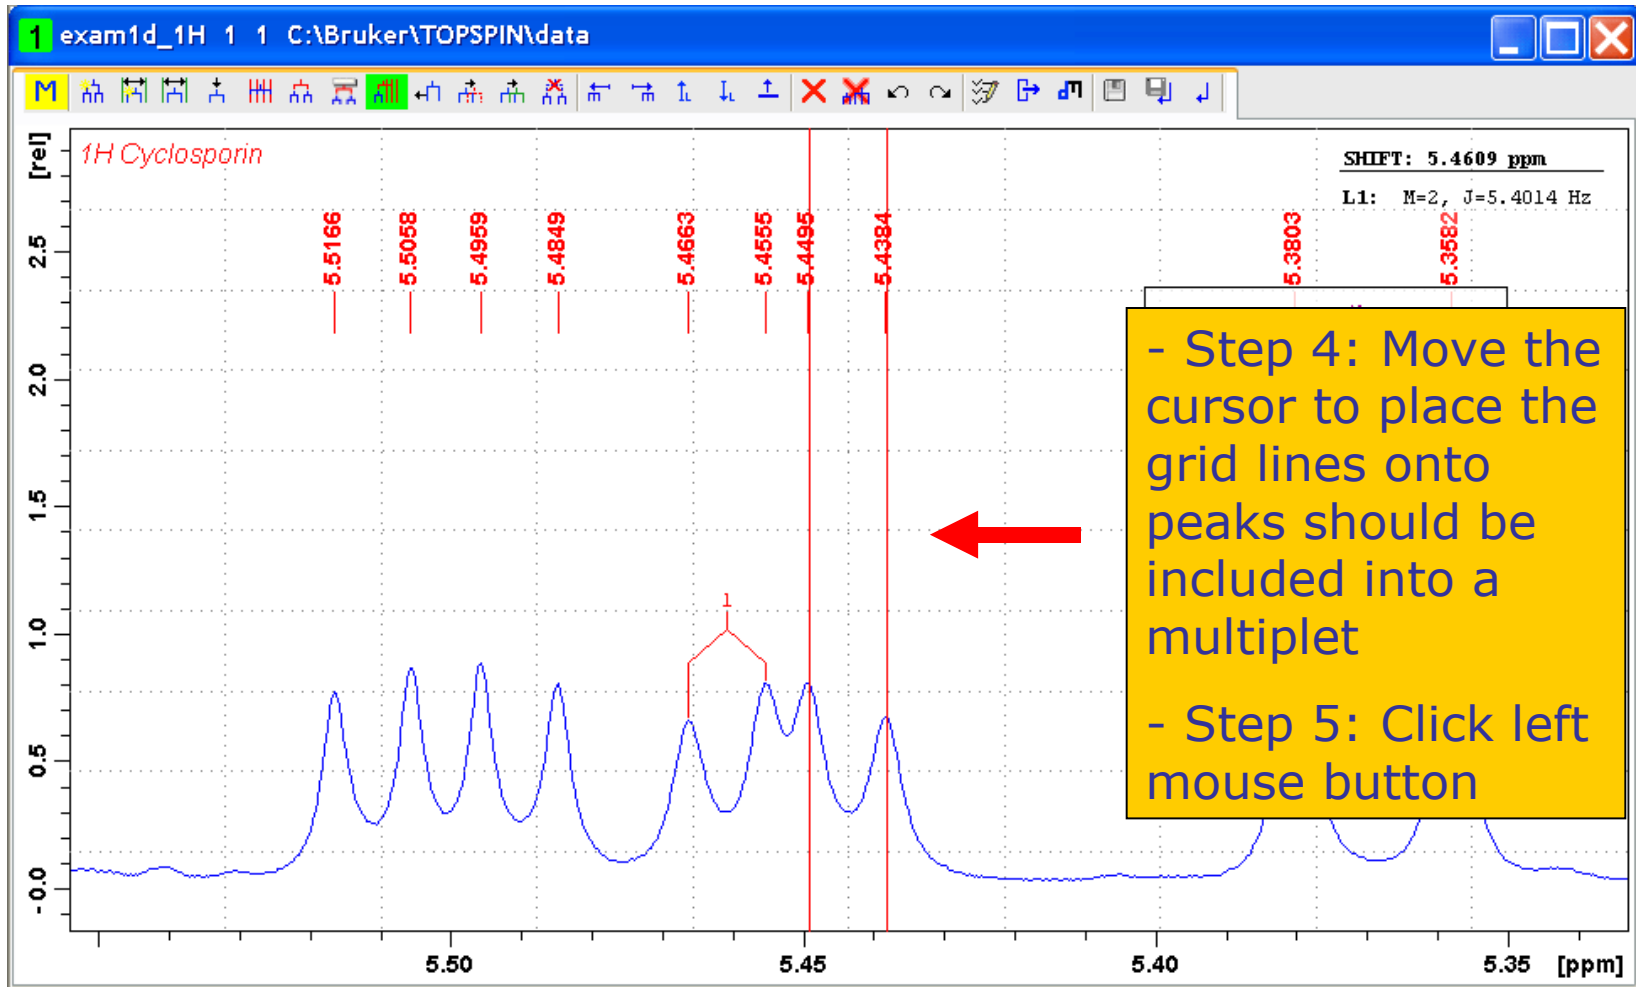 1 exam1d_1H 1 1 C:\Bruker\TOPSPIN\data
M
[rel]
1H Cyclosporin
SHIFT: 5.4609 ppm
L1: M=2, J=5.4014 Hz
5.5166 5.5058 5.4959 5.4849 5.4663 5.4555 5.4495 5.4384 5.3803 5.3582
2.5
2.0
1.5
1.0
0.5
-0.0
1
- Step 4: Move the
cursor to place the
grid lines onto
peaks should be
included into a
multiplet
- Step 5: Click left
mouse button
5.50 5.45 5.40 5.35 [ppm]